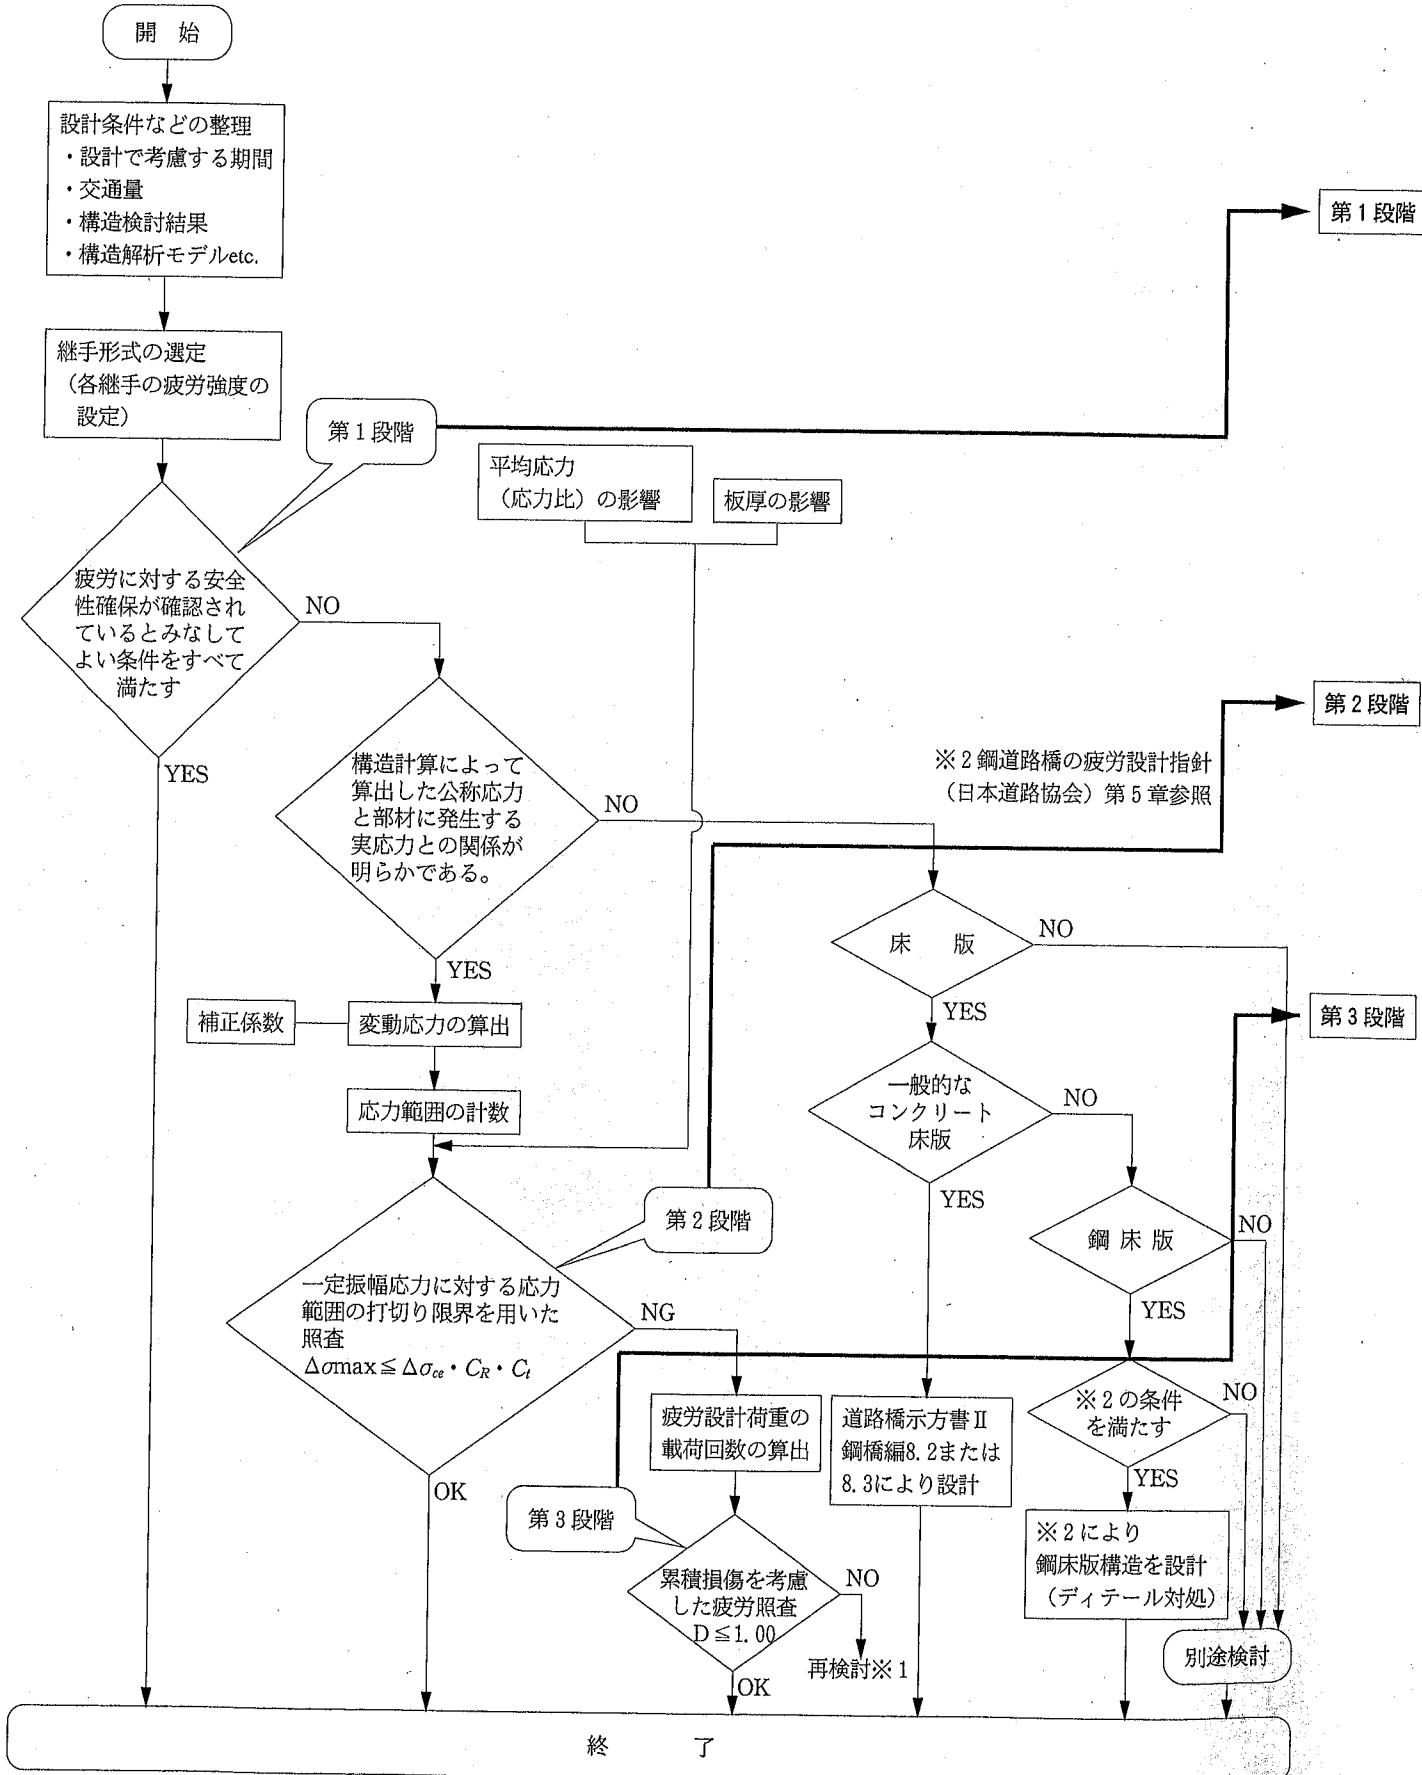 開 始
設計条件などの整理
・設計で考慮する期間
・交通量
・構造検討結果
・構造解析モデルetc.
第1段階
継手形式の選定
（各継手の疲労強度の
設定）
第1段階
平均応力
（応力比）の影響
板厚の影響
疲労に対する安全
性確保が確認され
ているとみなして
よい条件をすべて
満たす
NO
YES
構造計算によって
算出した公称応力
と部材に発生する
実応力との関係が
明らかである。
NO
YES
第2段階
※2鋼道路橋の疲労設計指針
（日本道路協会）第5章参照
床 版
NO
YES
補正係数
変動応力の算出
第3段階
応力範囲の計数
一般的な
コンクリート
床版
NO
YES
第2段階
鋼 床 版
NO
YES
一定振幅応力に対する応力
範囲の打切り限界を用いた
照査
Δσmax≦Δσce・CR・Ct
NG
OK
疲労設計荷重の
載荷回数の算出
道路橋示方書Ⅱ
鋼橋編8.2または
8.3により設計
※2の条件
を満たす
NO
YES
第3段階
累積損傷を考慮
した疲労照査
D≦1.00
NO
再検討※1
OK
※2により
鋼床版構造を設計
（ディテール対処）
別途検討
終 了